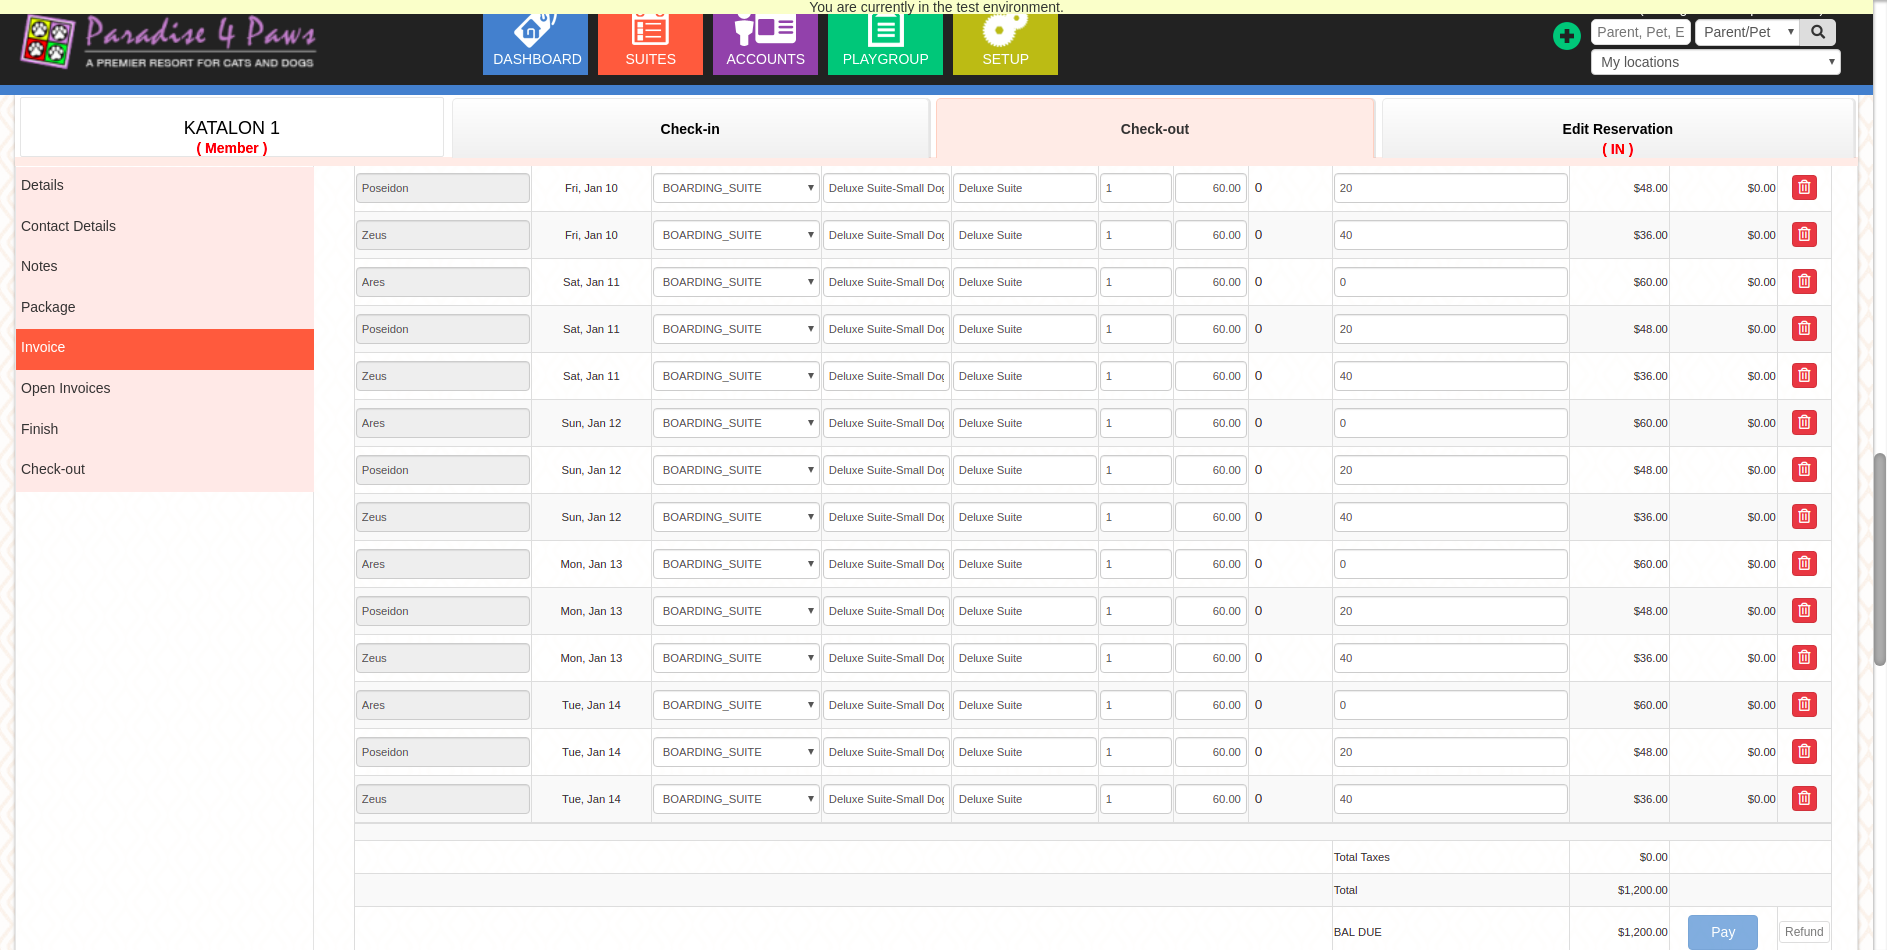 You are currently in the test environment.
Paradise 4 Paws
A PREMIER RESORT FOR CATS AND DOGS
DASHBOARD
SUITES
ACCOUNTS
PLAYGROUP
SETUP
Parent, Pet, E
Parent/Pet
My locations
KATALON 1
( Member )
Check-in
Check-out
Edit Reservation
( IN )
Details
Contact Details
Notes
Package
Invoice
Open Invoices
Finish
Check-out
Poseidon Fri, Jan 10 BOARDING_SUITE Deluxe Suite-Small Dog Deluxe Suite 1 60.00 0 20 $48.00 $0.00
Zeus Fri, Jan 10 BOARDING_SUITE Deluxe Suite-Small Dog Deluxe Suite 1 60.00 0 40 $36.00 $0.00
Ares Sat, Jan 11 BOARDING_SUITE Deluxe Suite-Small Dog Deluxe Suite 1 60.00 0 0 $60.00 $0.00
Poseidon Sat, Jan 11 BOARDING_SUITE Deluxe Suite-Small Dog Deluxe Suite 1 60.00 0 20 $48.00 $0.00
Zeus Sat, Jan 11 BOARDING_SUITE Deluxe Suite-Small Dog Deluxe Suite 1 60.00 0 40 $36.00 $0.00
Ares Sun, Jan 12 BOARDING_SUITE Deluxe Suite-Small Dog Deluxe Suite 1 60.00 0 0 $60.00 $0.00
Poseidon Sun, Jan 12 BOARDING_SUITE Deluxe Suite-Small Dog Deluxe Suite 1 60.00 0 20 $48.00 $0.00
Zeus Sun, Jan 12 BOARDING_SUITE Deluxe Suite-Small Dog Deluxe Suite 1 60.00 0 40 $36.00 $0.00
Ares Mon, Jan 13 BOARDING_SUITE Deluxe Suite-Small Dog Deluxe Suite 1 60.00 0 0 $60.00 $0.00
Poseidon Mon, Jan 13 BOARDING_SUITE Deluxe Suite-Small Dog Deluxe Suite 1 60.00 0 20 $48.00 $0.00
Zeus Mon, Jan 13 BOARDING_SUITE Deluxe Suite-Small Dog Deluxe Suite 1 60.00 0 40 $36.00 $0.00
Ares Tue, Jan 14 BOARDING_SUITE Deluxe Suite-Small Dog Deluxe Suite 1 60.00 0 0 $60.00 $0.00
Poseidon Tue, Jan 14 BOARDING_SUITE Deluxe Suite-Small Dog Deluxe Suite 1 60.00 0 20 $48.00 $0.00
Zeus Tue, Jan 14 BOARDING_SUITE Deluxe Suite-Small Dog Deluxe Suite 1 60.00 0 40 $36.00 $0.00
Total Taxes $0.00
Total $1,200.00
BAL DUE $1,200.00 Pay Refund